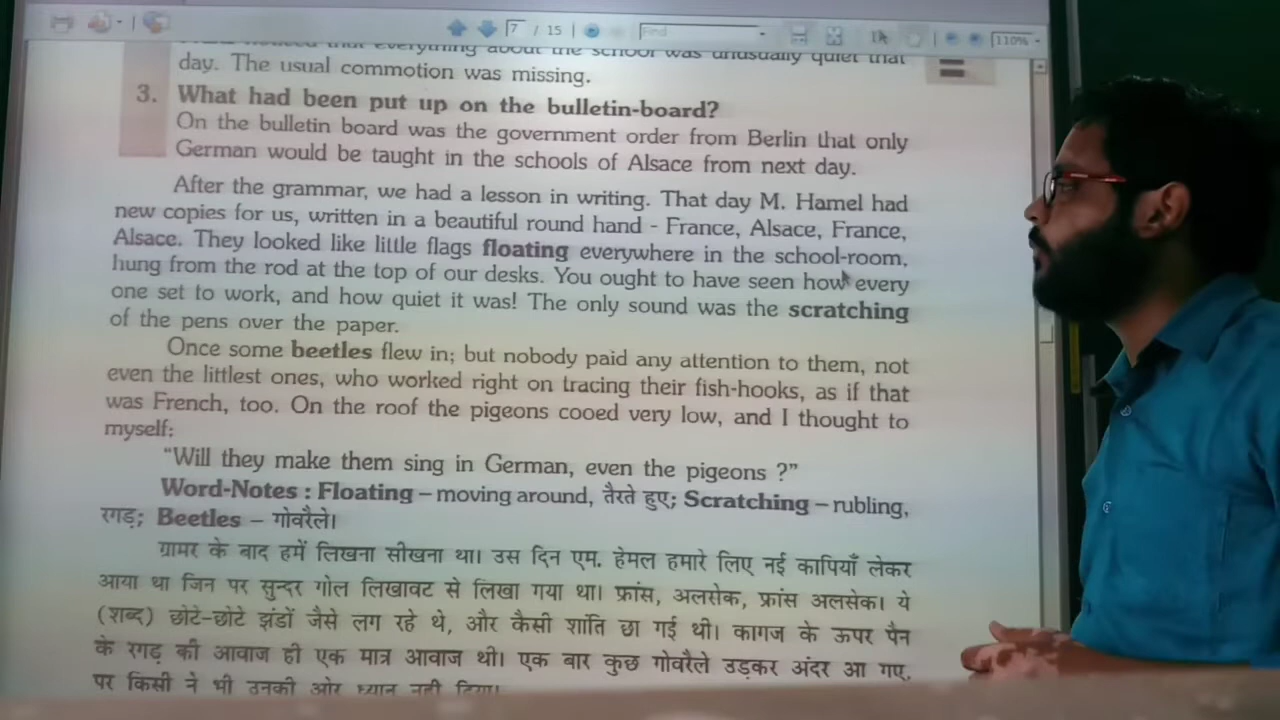 7 / 15
Find
110%
everything about the school was unusually quiet that
day. The usual commotion was missing.
3. What had been put up on the bulletin-board?
On the bulletin board was the government order from Berlin that only
German would be taught in the schools of Alsace from next day.
After the grammar, we had a lesson in writing. That day M. Hamel had
new copies for us, written in a beautiful round hand - France, Alsace, France,
Alsace. They looked like little flags floating everywhere in the school-room,
hung from the rod at the top of our desks. You ought to have seen how every
one set to work, and how quiet it was! The only sound was the scratching
of the pens over the paper.
Once some beetles flew in; but nobody paid any attention to them, not
even the littlest ones, who worked right on tracing their fish-hooks, as if that
was French, too. On the roof the pigeons cooed very low, and I thought to
myself:
“Will they make them sing in German, even the pigeons ?”
Word-Notes : Floating – moving around, तैरते हुए; Scratching – rubling,
रगड़; Beetles – गोवरैले।
ग्रामर के बाद हमें लिखना सीखना था। उस दिन एम. हेमल हमारे लिए नई कापियाँ लेकर
आया था जिन पर सुन्दर गोल लिखावट से लिखा गया था। फ्रांस, अलसेक, फ्रांस अलसेक। ये
(शब्द) छोटे-छोटे झंडों जैसे लग रहे थे, और कैसी शांति छा गई थी। कागज के ऊपर पैन
के रगड़ की आवाज ही एक मात्र आवाज थी। एक बार कुछ गोवरैले उड़कर अंदर आ गए,
पर किसी ने भी उनकी ओर ध्यान नही दिया।